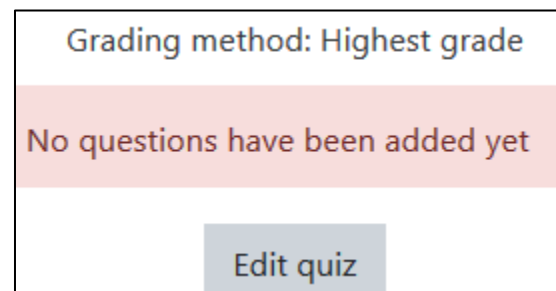 Grading method: Highest grade
No questions have been added yet
Edit quiz